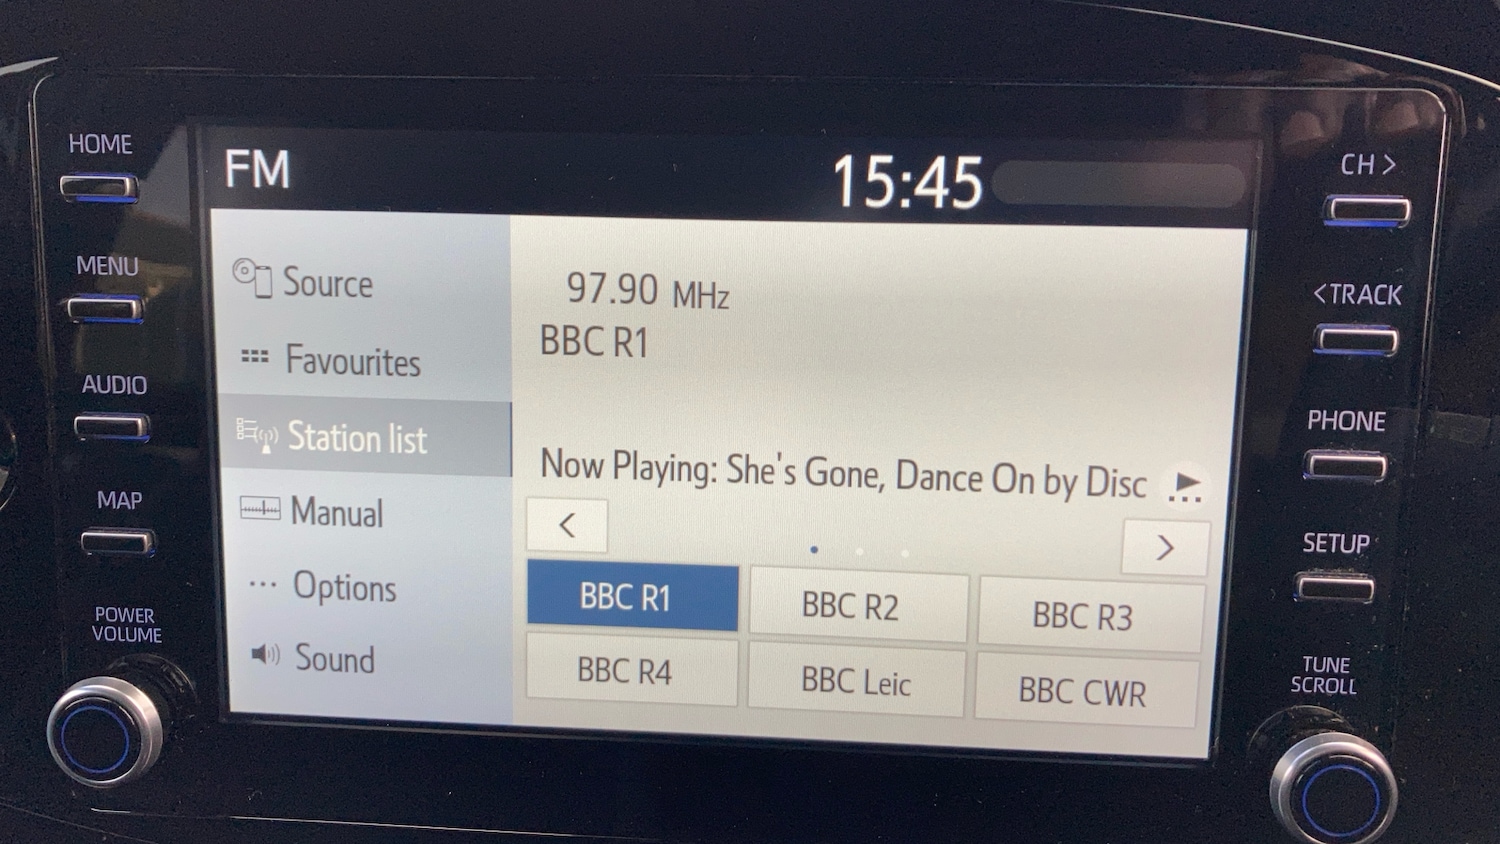 HOME
MENU
AUDIO
MAP
POWER
VOLUME
FM
15:45
Source
Favourites
Station list
Manual
Options
Sound
97.90 MHz
BBC R1
Now Playing: She's Gone, Dance On by Disc
BBC R1
BBC R2
BBC R3
BBC R4
BBC Leic
BBC CWR
CH >
<TRACK
PHONE
SETUP
TUNE
SCROLL